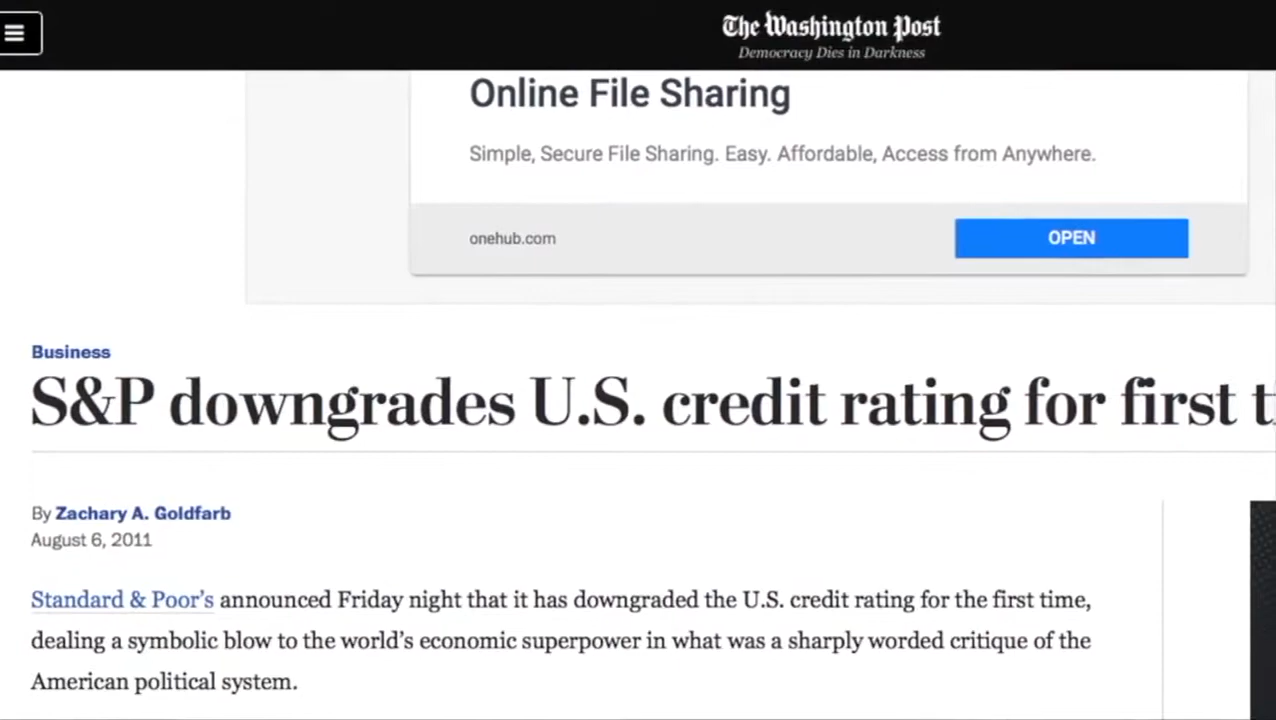 The Washington Post
Democracy Dies in Darkness
Online File Sharing
Simple, Secure File Sharing. Easy. Affordable, Access from Anywhere.
onehub.com
OPEN
Business
S&P downgrades U.S. credit rating for first
By Zachary A. Goldfarb
August 6, 2011
Standard & Poor’s announced Friday night that it has downgraded the U.S. credit rating for the first time,
dealing a symbolic blow to the world’s economic superpower in what was a sharply worded critique of the
American political system.